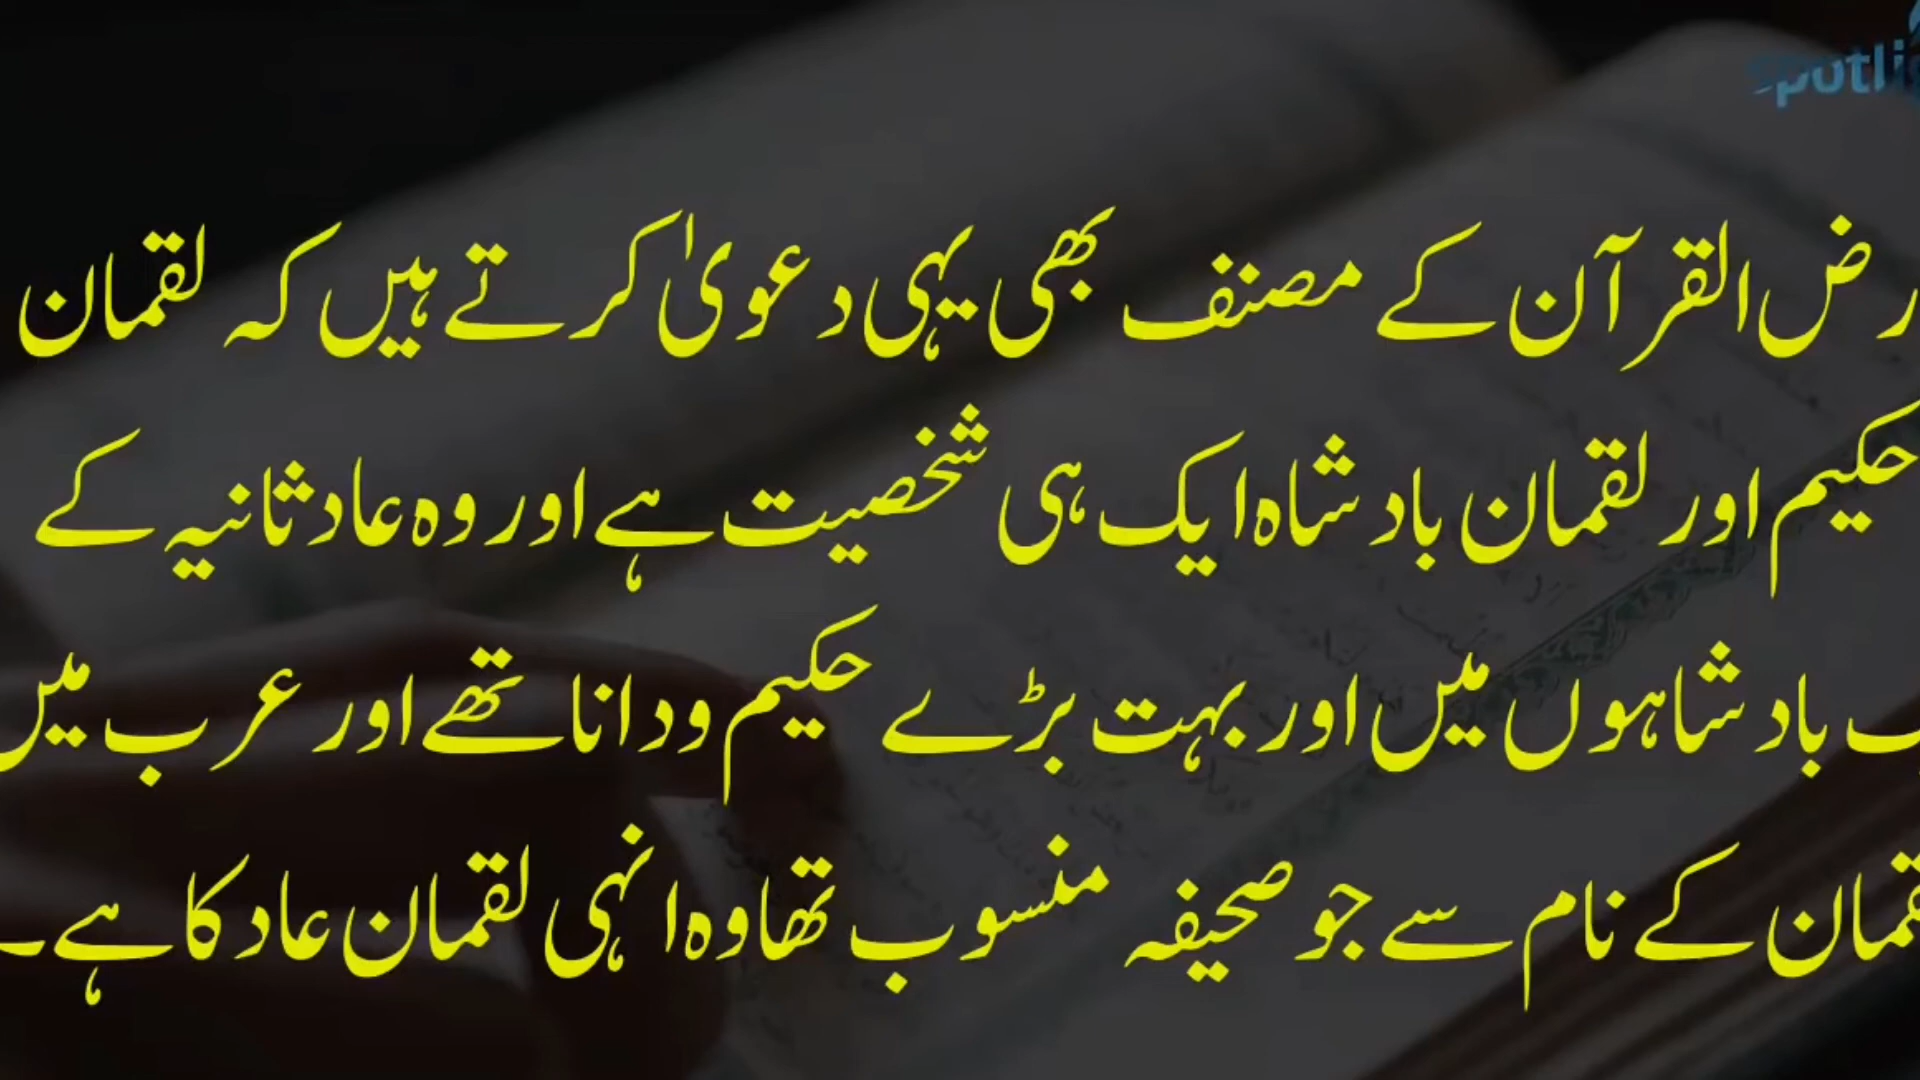 spotli
رض القرآن کے مصنف بھی یہی دعویٰ کرتے ہیں کہ لقمان
حکیم اور لقمان بادشاہ ایک ہی شخصیت ہے اور وہ عاد ثانیہ کے
بادشاہوں میں اور بہت بڑے حکیم و دانا تھے اور عرب میں
قمان کے نام سے جو صحیفہ منسوب تھا وہ انہی لقمان عاد کا ہے۔